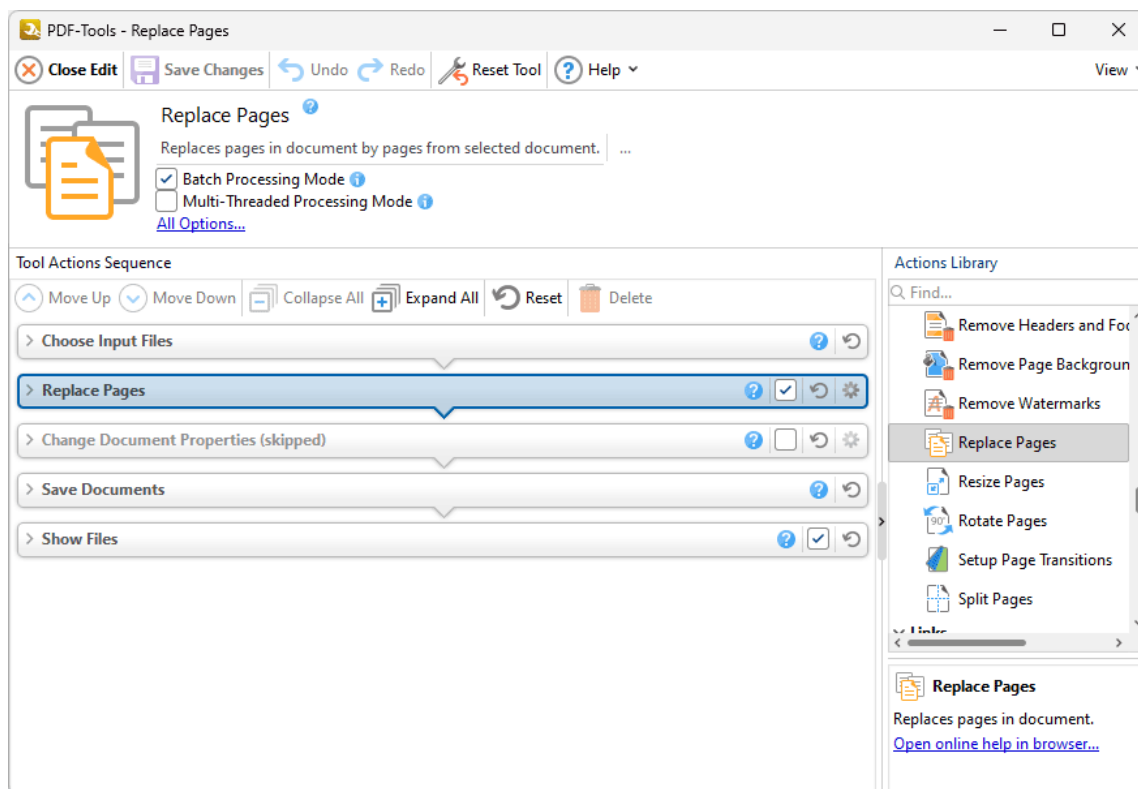 PDF-Tools - Replace Pages
Close Edit Save Changes Undo Redo Reset Tool ? Help View
Replace Pages ?
Replaces pages in document by pages from selected document. ...
Batch Processing Mode i
Multi-Threaded Processing Mode i
All Options...
Tool Actions Sequence
Move Up Move Down Collapse All Expand All Reset Delete
Choose Input Files ?
Replace Pages ?
Change Document Properties (skipped) ?
Save Documents ?
Show Files ?
Actions Library
Find...
Remove Headers and Foo
Remove Page Backgroun
Remove Watermarks
Replace Pages
Resize Pages
90° Rotate Pages
Setup Page Transitions
Split Pages
Links
Replace Pages
Replaces pages in document.
Open online help in browser...